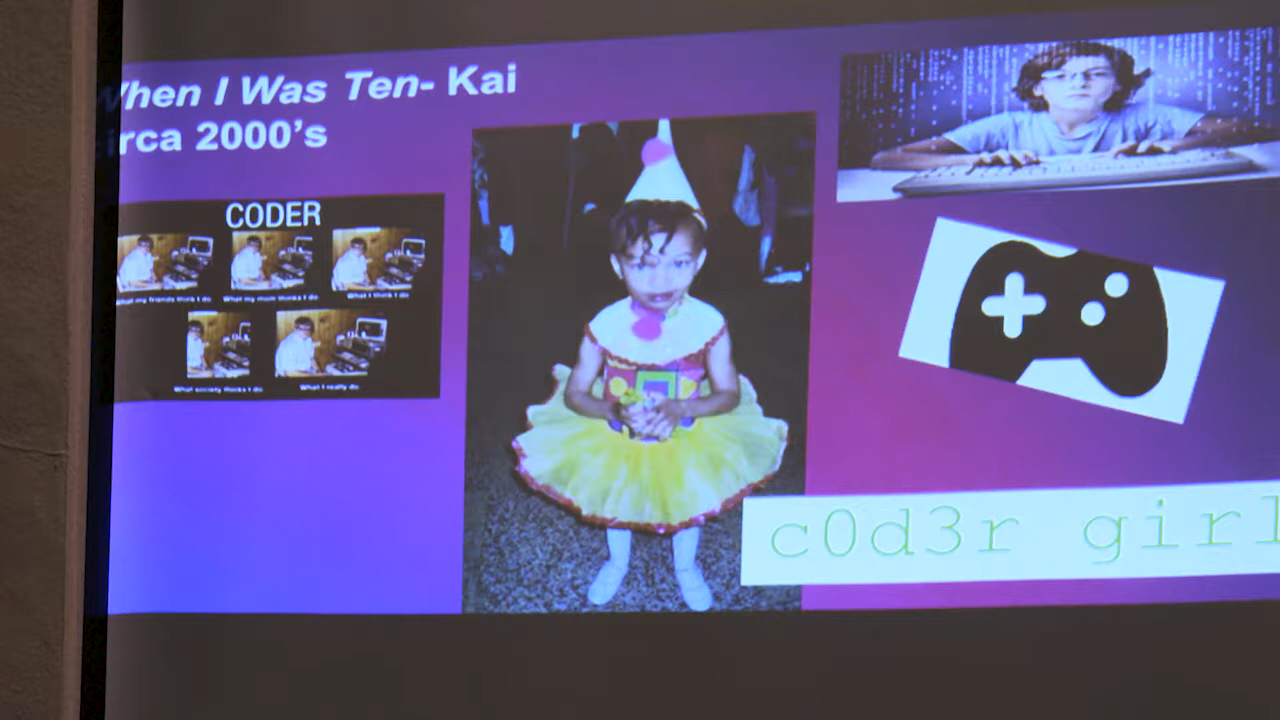 When I Was Ten- Kai
irca 2000's
CODER
what my friends think I do
What my mom thinks I do
What I think I do
What society thinks I do
What I really do
c0d3r girl